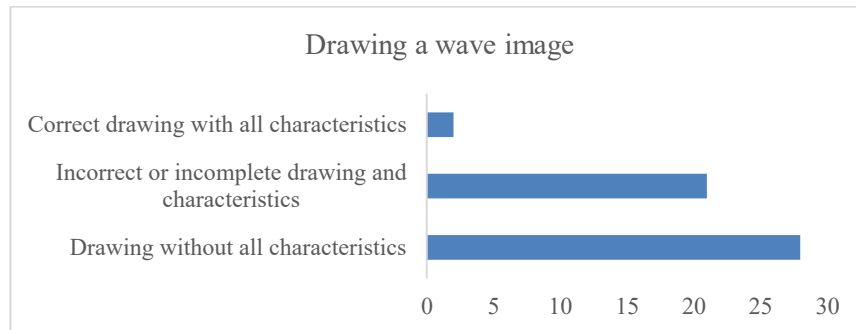 Drawing a wave image
Correct drawing with all characteristics
Incorrect or incomplete drawing and
characteristics
Drawing without all characteristics
0 5 10 15 20 25 30